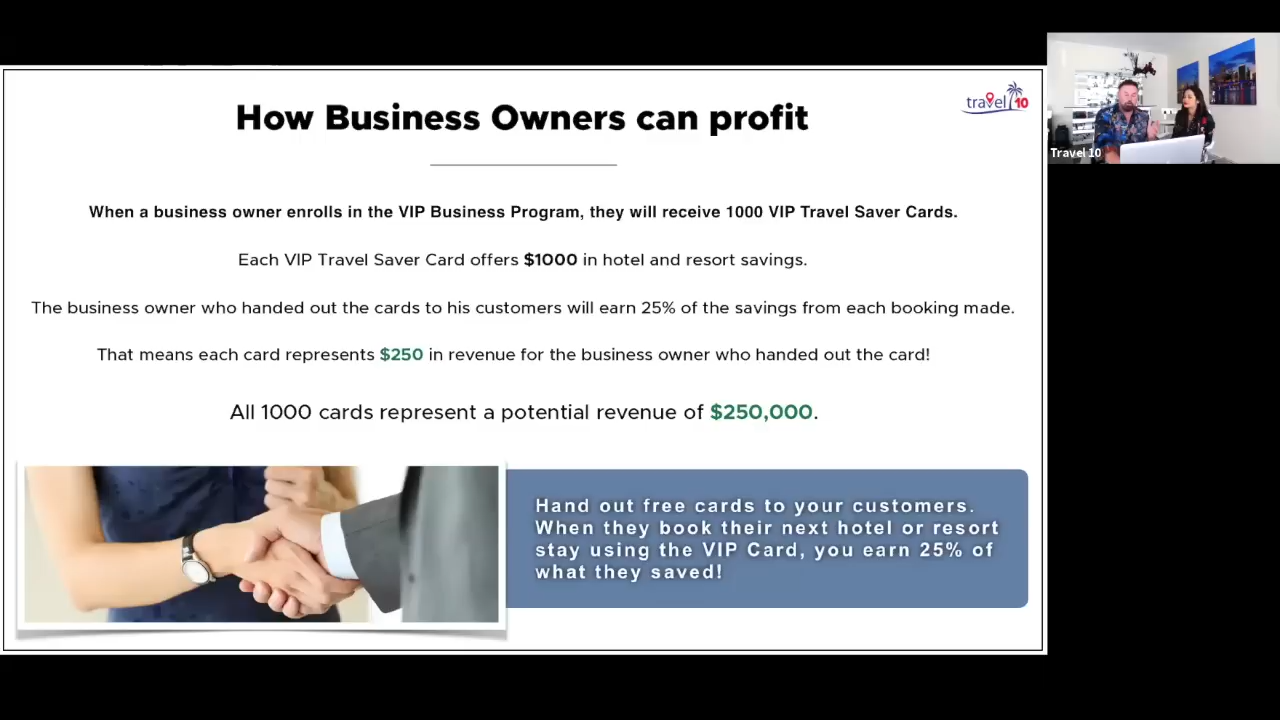 How Business Owners can profit
travel 10
When a business owner enrolls in the VIP Business Program, they will receive 1000 VIP Travel Saver Cards.
Each VIP Travel Saver Card offers $1000 in hotel and resort savings.
The business owner who handed out the cards to his customers will earn 25% of the savings from each booking made.
That means each card represents $250 in revenue for the business owner who handed out the card!
All 1000 cards represent a potential revenue of $250,000.
Hand out free cards to your customers.
When they book their next hotel or resort
stay using the VIP Card, you earn 25% of
what they saved!
Travel 10